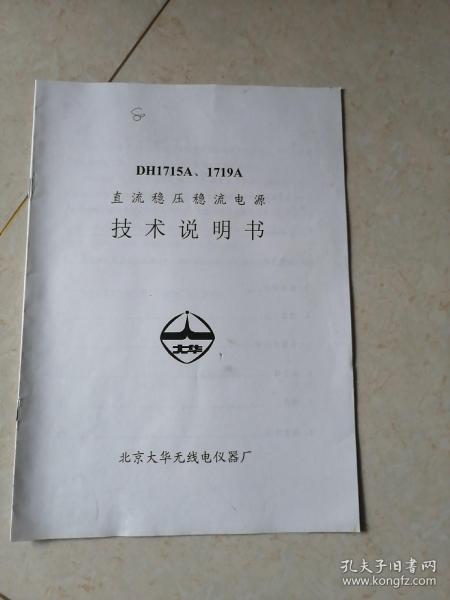 80
DH1715A、1719A
直流稳压稳流电源
技术说明书
大华
北京大华无线电仪器厂
孔夫子旧书网
www.kongfz.com